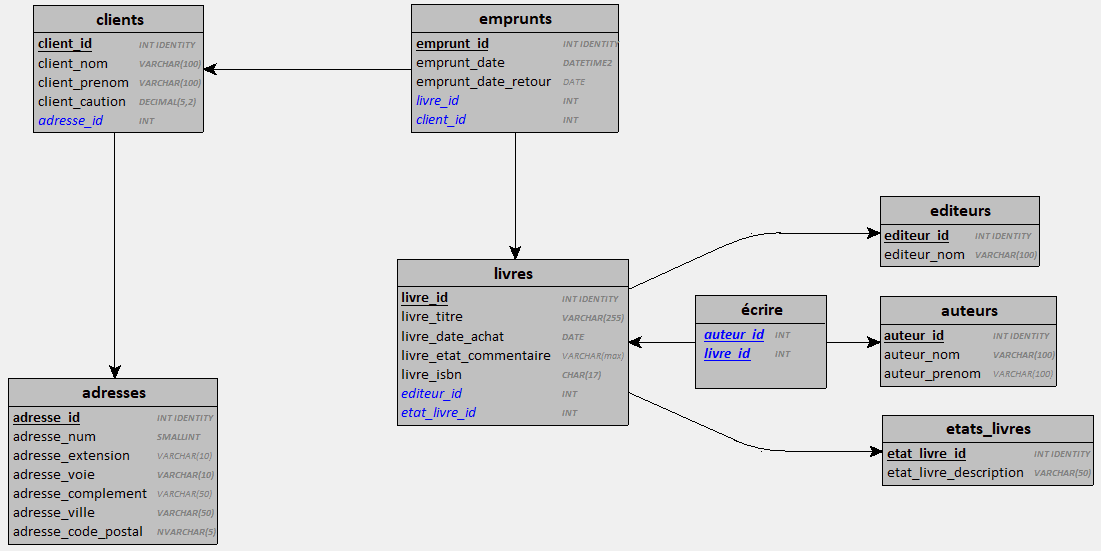 clients
client_id INT IDENTITY
client_nom VARCHAR(100)
client_prenom VARCHAR(100)
client_caution DECIMAL(5,2)
adresse_id INT
emprunts
emprunt_id INT IDENTITY
emprunt_date DATETIME2
emprunt_date_retour DATE
livre_id INT
client_id INT
livres
livre_id INT IDENTITY
livre_titre VARCHAR(255)
livre_date_achat DATE
livre_etat_commentaire VARCHAR(max)
livre_isbn CHAR(17)
editeur_id INT
etat_livre_id INT
editeurs
editeur_id INT IDENTITY
editeur_nom VARCHAR(100)
écrire
auteur_id INT
livre_id INT
auteurs
auteur_id INT IDENTITY
auteur_nom VARCHAR(100)
auteur_prenom VARCHAR(100)
adresses
adresse_id INT IDENTITY
adresse_num SMALLINT
adresse_extension VARCHAR(10)
adresse_voie VARCHAR(10)
adresse_complement VARCHAR(50)
adresse_ville VARCHAR(50)
adresse_code_postal NVARCHAR(5)
etats_livres
etat_livre_id INT IDENTITY
etat_livre_description VARCHAR(50)